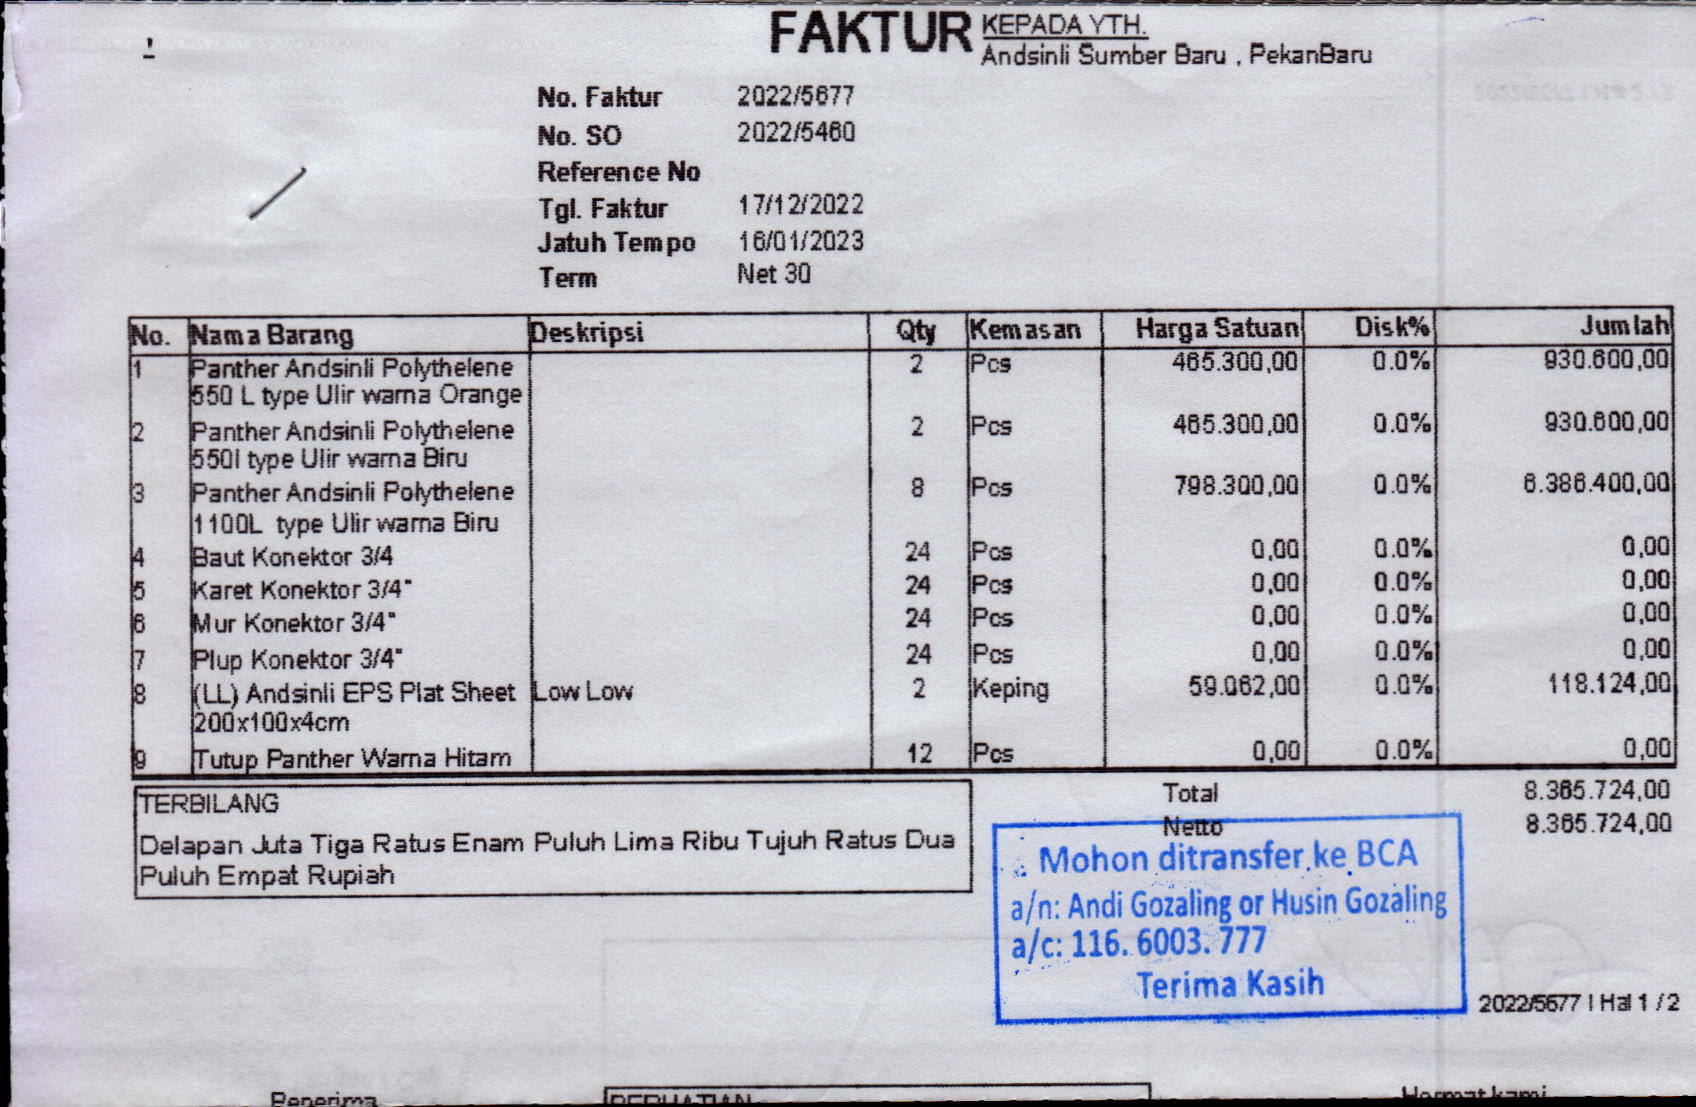 FAKTUR
KEPADA YTH.
Andsinli Sumber Baru , PekanBaru
No. Faktur 2022/5677
No. SO 2022/5460
Reference No
Tgl. Faktur 17/12/2022
Jatuh Tempo 16/01/2023
Term Net 30
No. Nama Barang Deskripsi Qty Kemasan Harga Satuan Disk% Jumlah
1 Panther Andsinli Polythelene 2 Pcs 465.300,00 0.0% 930.600,00
550 L type Ulir warna Orange
2 Panther Andsinli Polythelene 2 Pcs 465.300,00 0.0% 930.600,00
550l type Ulir warna Biru
3 Panther Andsinli Polythelene 8 Pcs 798.300,00 0.0% 6.386.400,00
1100L type Ulir warna Biru
4 Baut Konektor 3/4 24 Pcs 0,00 0.0% 0,00
5 Karet Konektor 3/4" 24 Pcs 0,00 0.0% 0,00
6 Mur Konektor 3/4" 24 Pcs 0,00 0.0% 0,00
7 Plup Konektor 3/4" 24 Pcs 0,00 0.0% 0,00
8 (LL) Andsinli EPS Plat Sheet Low Low 2 Keping 59.062,00 0.0% 118.124,00
200x100x4cm
9 Tutup Panther Warna Hitam 12 Pcs 0,00 0.0% 0,00
TERBILANG
Delapan Juta Tiga Ratus Enam Puluh Lima Ribu Tujuh Ratus Dua
Puluh Empat Rupiah
Total 8.365.724,00
Netto 8.365.724,00
Mohon ditransfer ke BCA
a/n: Andi Gozaling or Husin Gozaling
a/c: 116. 6003. 777
Terima Kasih
2022/5677 | Hal 1 / 2
Penerima
PERHATIAN
Hormat kami